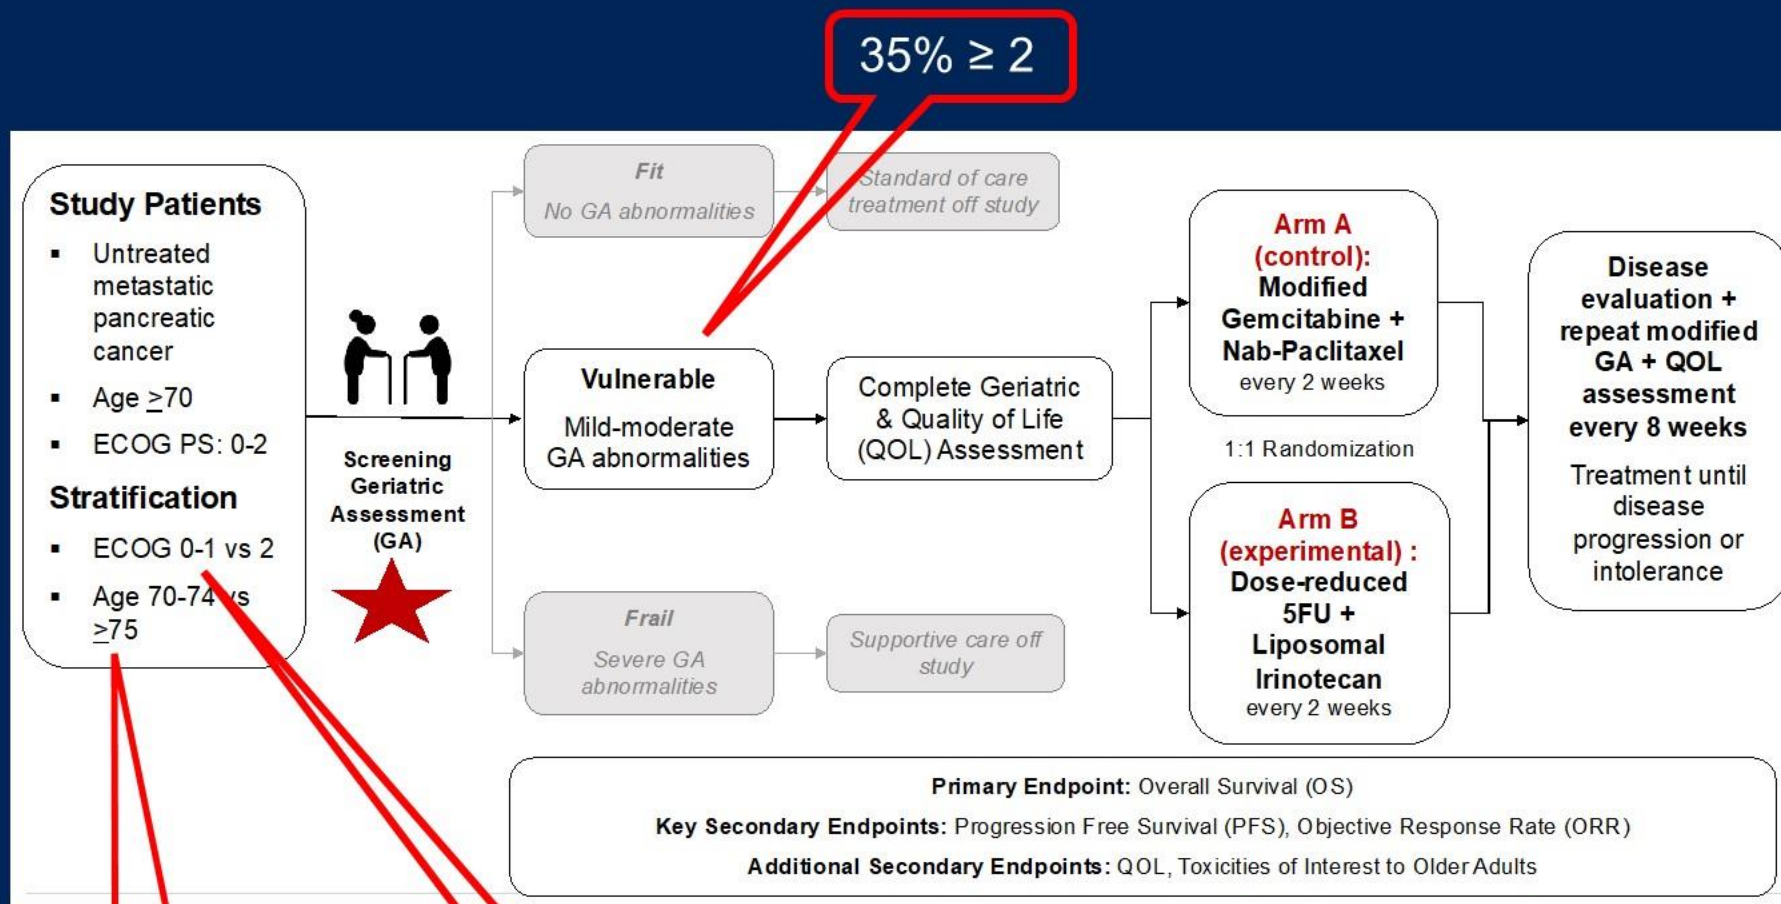 35% ≥ 2
Study Patients
▪ Untreated
metastatic
pancreatic
cancer
▪ Age ≥70
▪ ECOG PS: 0-2
Stratification
▪ ECOG 0-1 vs 2
▪ Age 70-74 vs
≥75
Screening
Geriatric
Assessment
(GA)
Fit
No GA abnormalities
Standard of care
treatment off study
Vulnerable
Mild-moderate
GA abnormalities
Complete Geriatric
& Quality of Life
(QOL) Assessment
Frail
Severe GA
abnormalities
Supportive care off
study
Arm A
(control):
Modified
Gemcitabine +
Nab-Paclitaxel
every 2 weeks
1:1 Randomization
Arm B
(experimental) :
Dose-reduced
5FU +
Liposomal
Irinotecan
every 2 weeks
Disease
evaluation +
repeat modified
GA + QOL
assessment
every 8 weeks
Treatment until
disease
progression or
intolerance
Primary Endpoint: Overall Survival (OS)
Key Secondary Endpoints: Progression Free Survival (PFS), Objective Response Rate (ORR)
Additional Secondary Endpoints: QOL, Toxicities of Interest to Older Adults